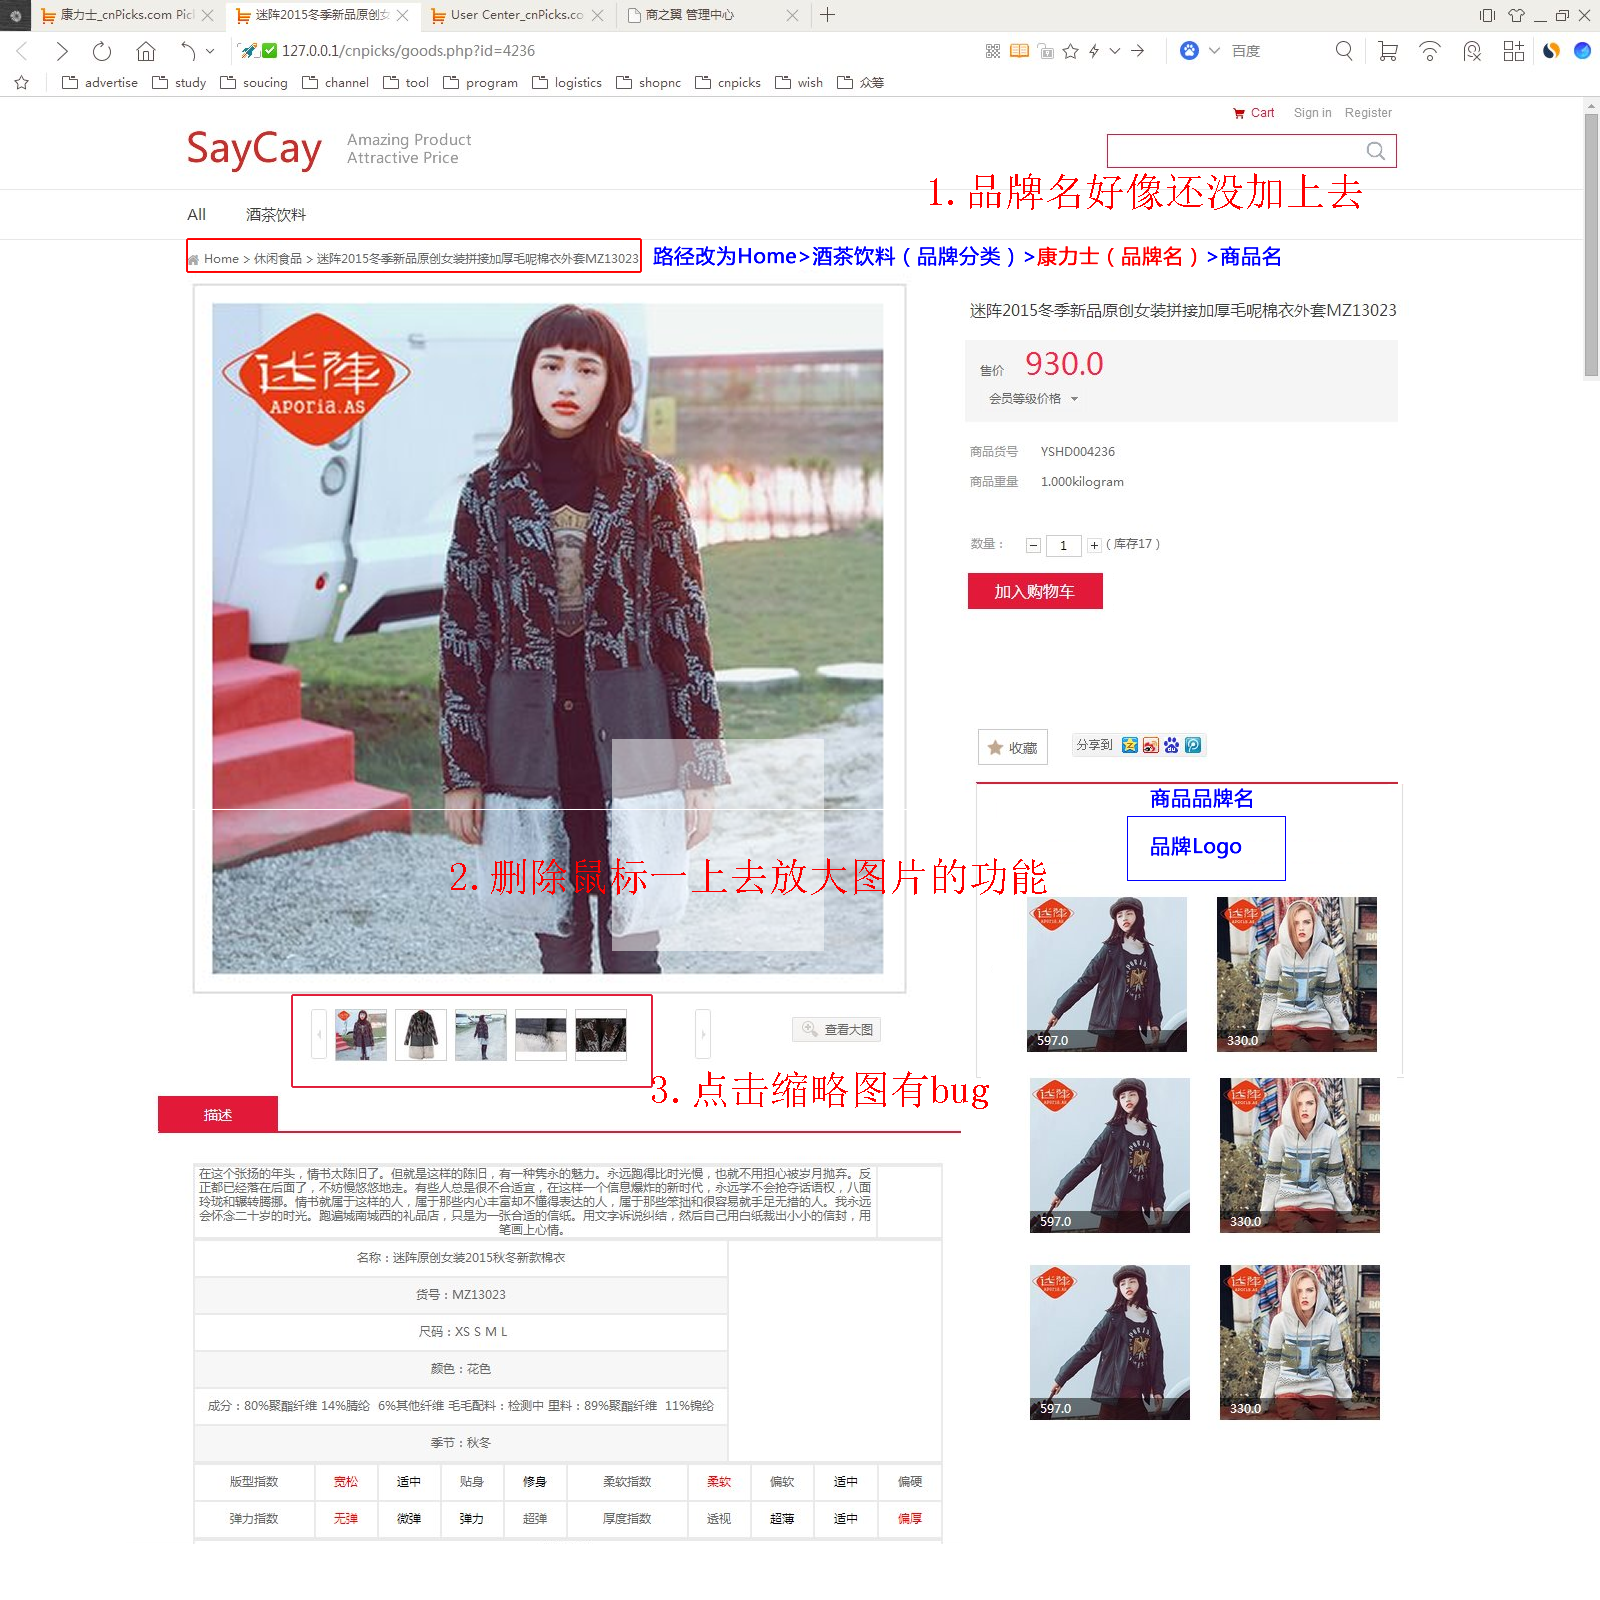 康力士_cnPicks.com Pic
迷阵2015冬季新品原创女
User Center_cnPicks.co
商之翼 管理中心
127.0.0.1/cnpicks/goods.php?id=4236
百度
advertise
study
soucing
channel
tool
program
logistics
shopnc
cnpicks
wish
众筹
Cart
Sign in
Register
SayCay
Amazing Product
Attractive Price
1. 品牌名好像还没加上去
All
酒茶饮料
Home > 休闲食品 > 迷阵2015冬季新品原创女装拼接加厚毛呢棉衣外套MZ13023
路径改为Home>酒茶饮料（品牌分类）>康力士（品牌名）>商品名
迷阵
APORIA.AS
迷阵2015冬季新品原创女装拼接加厚毛呢棉衣外套MZ13023
售价
930.0
会员等级价格
商品货号 YSHD004236
商品重量 1.000kilogram
数量：
1
( 库存17 )
加入购物车
收藏
分享到
商品品牌名
品牌Logo
2. 删除鼠标一上去放大图片的功能
597.0
330.0
查看大图
3. 点击缩略图有bug
597.0
330.0
597.0
330.0
描述
在这个张扬的年头，情书大陈旧了。但就是这样的陈旧，有一种隽永的魅力。永远跑得比时光慢，也就不用担心被岁月抛弃。反
正都已经落在后面了，不妨慢悠悠地走。有些人总是很不合适宜，在这样一个信息爆炸的新时代，永远学不会抢夺话语权，八面
玲珑和辗转腾挪。情书就属于这样的人，属于那些内心丰富却不懂得表达的人，属于那些笨拙和很容易就手足无措的人。我永远
会怀念二十岁的时光。跑遍城南城西的礼品店，只是为一张合适的信纸。用文字诉说纠结，然后自己用白纸裁出小小的信封，用
笔画上心情。
名称：迷阵原创女装2015秋冬新款棉衣
货号：MZ13023
尺码：XS S M L
颜色：花色
成分：80%聚酯纤维 14%腈纶 6%其他纤维 毛毛配料：检测中 里料：89%聚酯纤维 11%锦纶
季节：秋冬
版型指数 宽松 适中 贴身 修身 柔软指数 柔软 偏软 适中 偏硬
弹力指数 无弹 微弹 弹力 超弹 厚度指数 透视 超薄 适中 偏厚